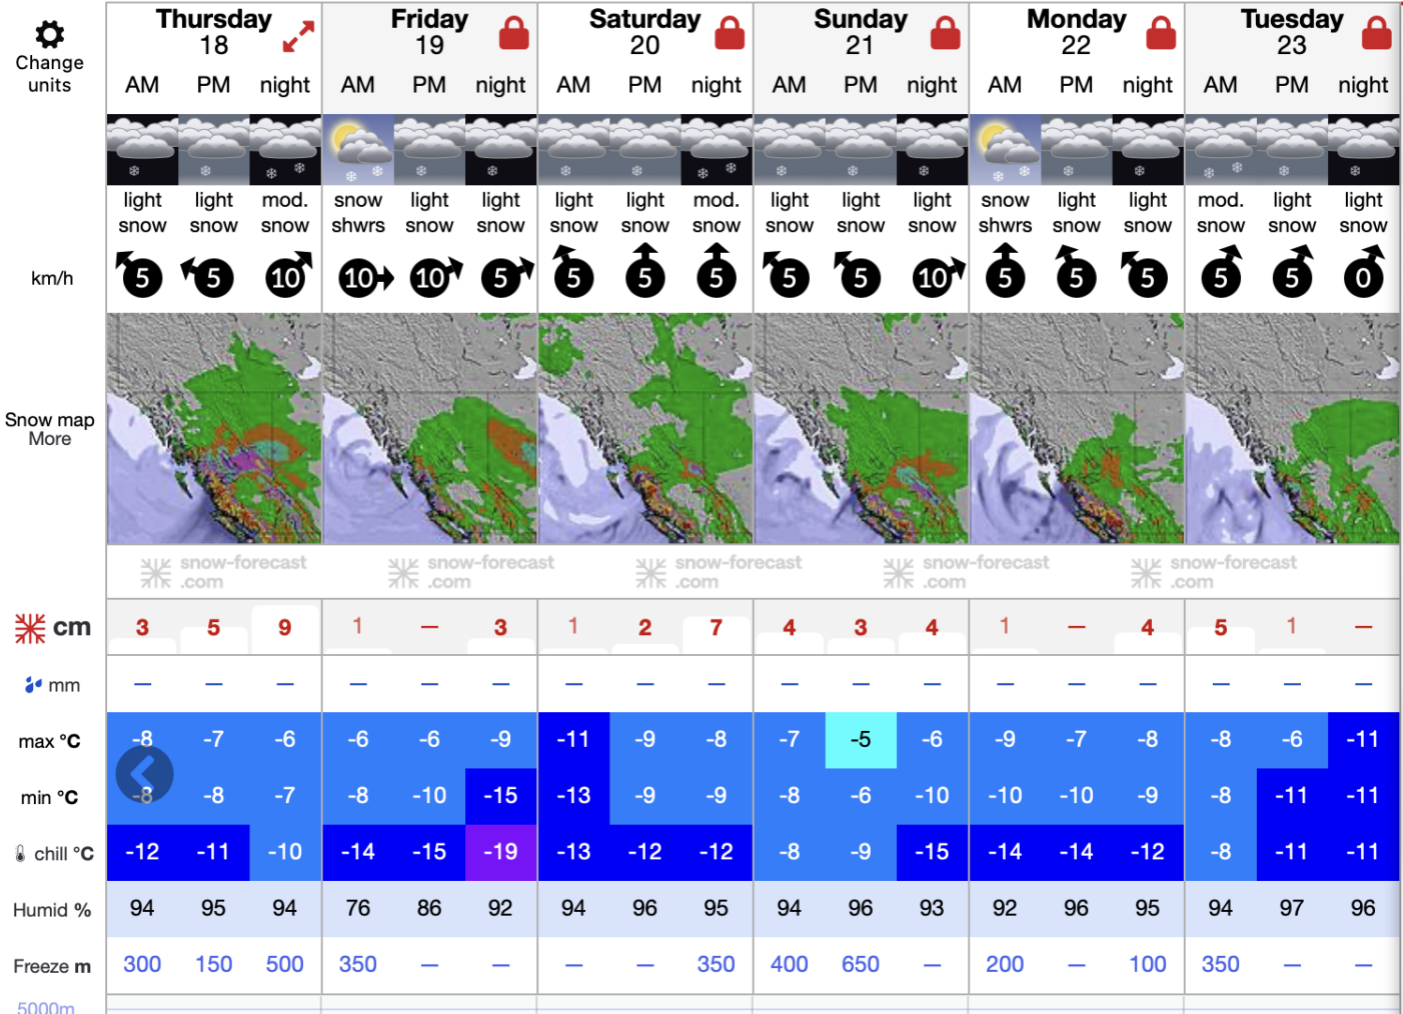 Thursday Friday Saturday Sunday Monday Tuesday
18 19 20 21 22 23
Change
units
AM PM night AM PM night AM PM night AM PM night AM PM night AM PM night
light light mod. snow light light light light mod. light light light snow light light mod. light light
snow snow snow shwrs snow snow snow snow snow snow snow snow shwrs snow snow snow snow snow
km/h 5 5 10 10 10 5 5 5 5 5 5 10 5 5 5 5 5 0
Snow map
More
snow-forecast snow-forecast snow-forecast snow-forecast snow-forecast
.com .com .com .com .com
cm 3 5 9 1 — 3 1 2 7 4 3 4 1 — 4 5 1 —
mm — — — — — — — — — — — — — — — — — —
max °C -8 -7 -6 -6 -6 -9 -11 -9 -8 -7 -5 -6 -9 -7 -8 -8 -6 -11
min °C -8 -8 -7 -8 -10 -15 -13 -9 -9 -8 -6 -10 -10 -10 -9 -8 -11 -11
chill °C -12 -11 -10 -14 -15 -19 -13 -12 -12 -8 -9 -15 -14 -14 -12 -8 -11 -11
Humid % 94 95 94 76 86 92 94 96 95 94 96 93 92 96 95 94 97 96
Freeze m 300 150 500 350 — — — — 350 400 650 — 200 — 100 350 — —
5000m